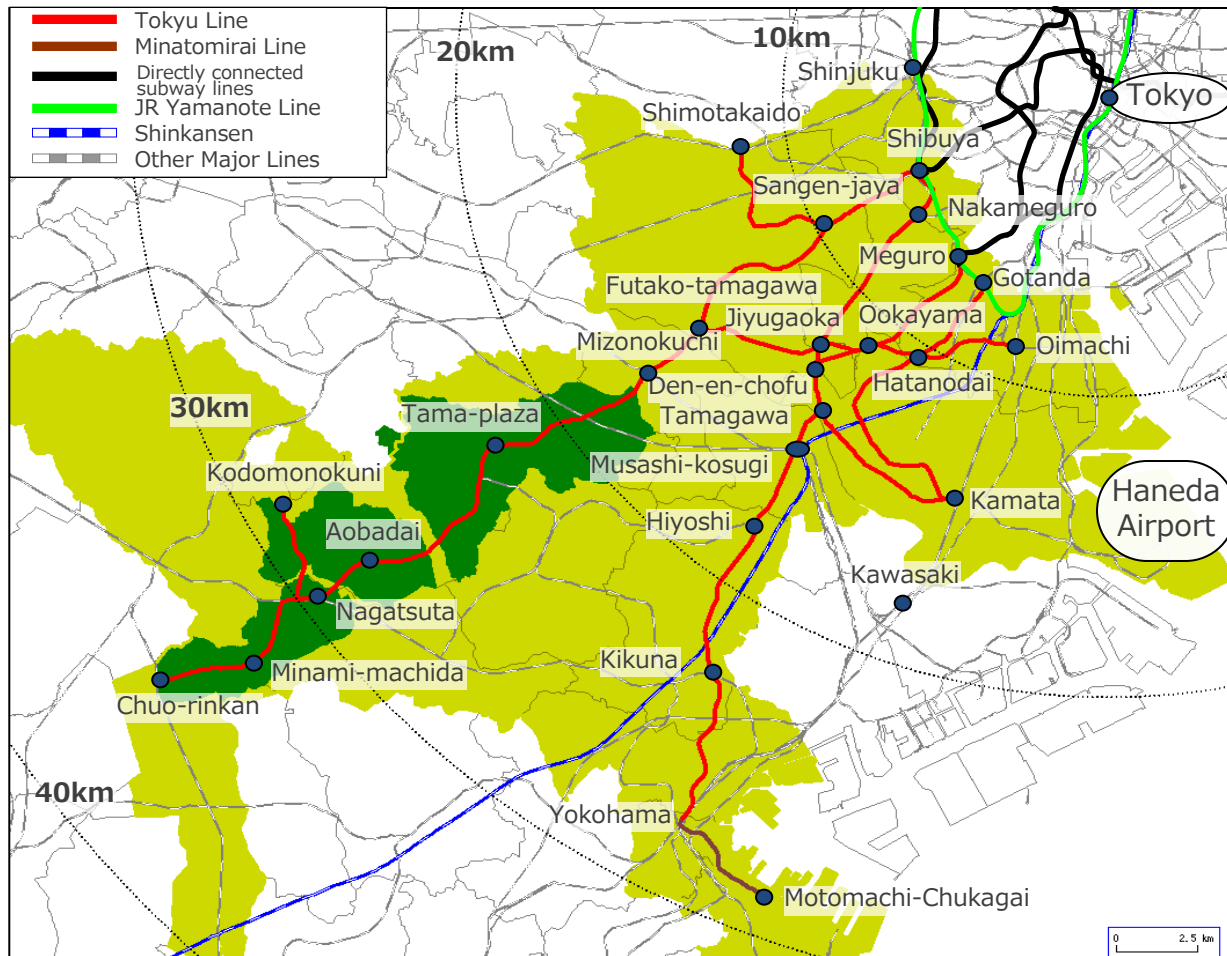 Tokyu Line
Minatomirai Line
Directly connected
subway lines
JR Yamanote Line
Shinkansen
Other Major Lines
20km
10km
Shinjuku
Tokyo
Shimotakaido
Shibuya
Sangen-jaya
Nakameguro
Meguro
Gotanda
Futako-tamagawa
Jiyugaoka
Ookayama
Mizonokuchi
Oimachi
Den-en-chofu
Hatanodai
30km
Tama-plaza
Tamagawa
Kodomonokuni
Musashi-kosugi
Haneda
Airport
Kamata
Hiyoshi
Aobadai
Kawasaki
Nagatsuta
Kikuna
Minami-machida
Chuo-rinkan
40km
Yokohama
Motomachi-Chukagai
0 2.5 km